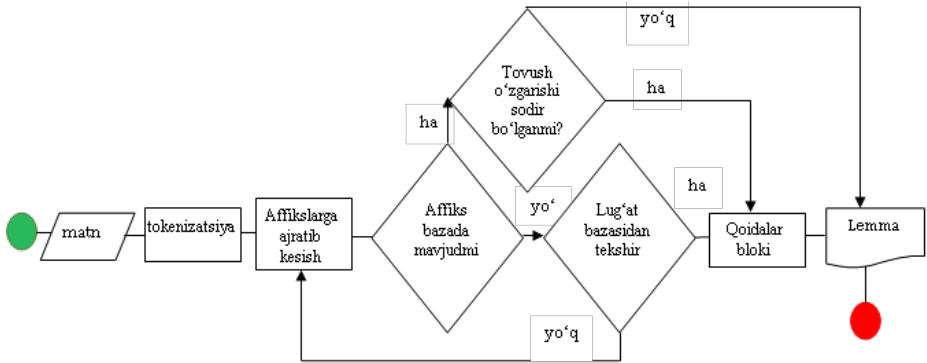 yo‘q
Tovush
o‘zgarishi
sodir
bo‘lganmi?
ha
ha
matn
tokenizatsiya
Affikslarga
ajratib
kesish
Affiks
bazada
mavjudmi
yo‘
Lug‘at
bazasidan
tekshir
ha
Qoidalar
bloki
Lemma
yo‘q